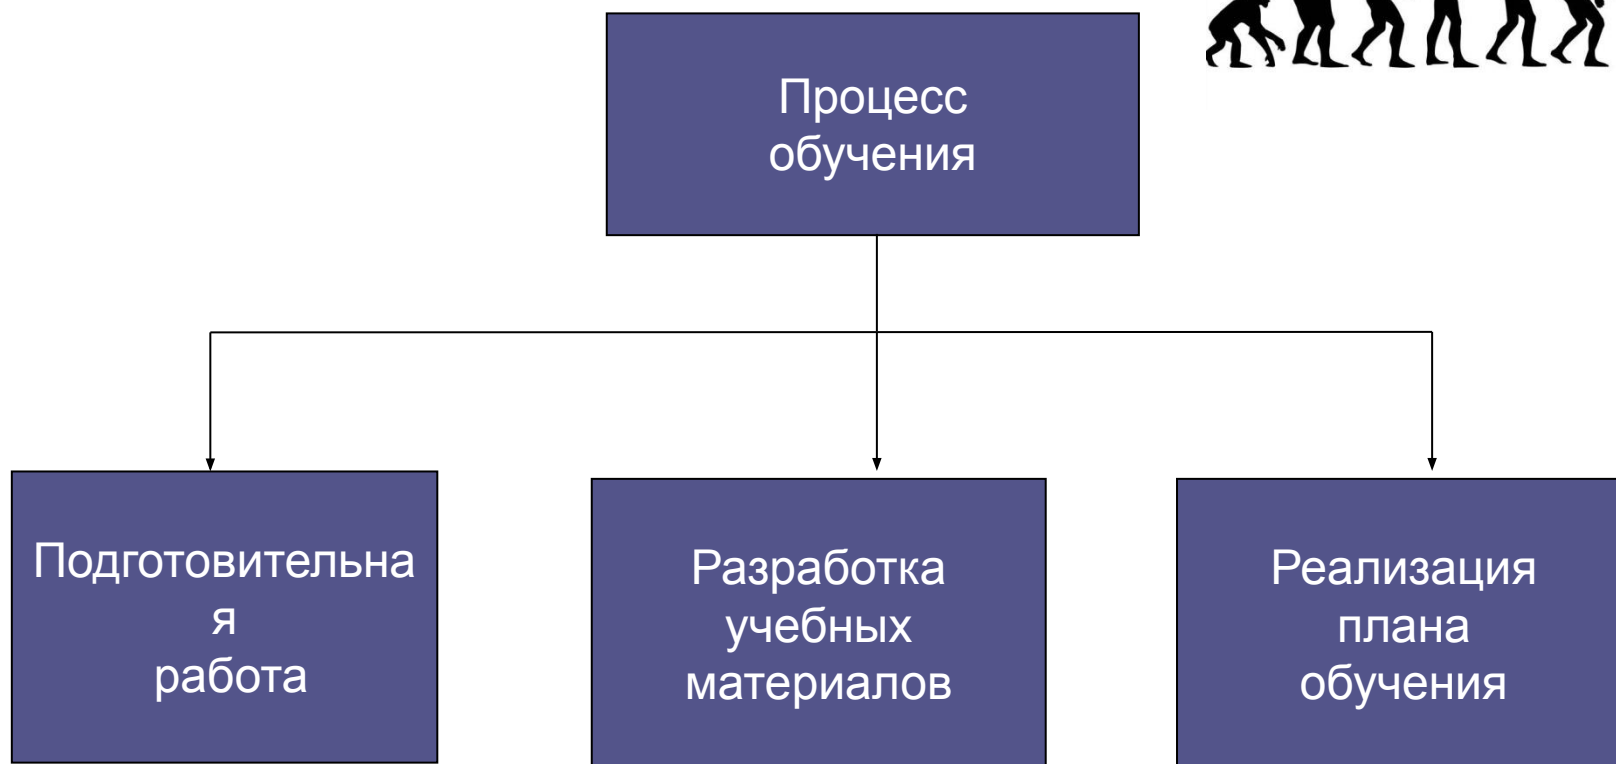 Процесс
обучения
Подготовительна
я
работа
Разработка
учебных
материалов
Реализация
плана
обучения